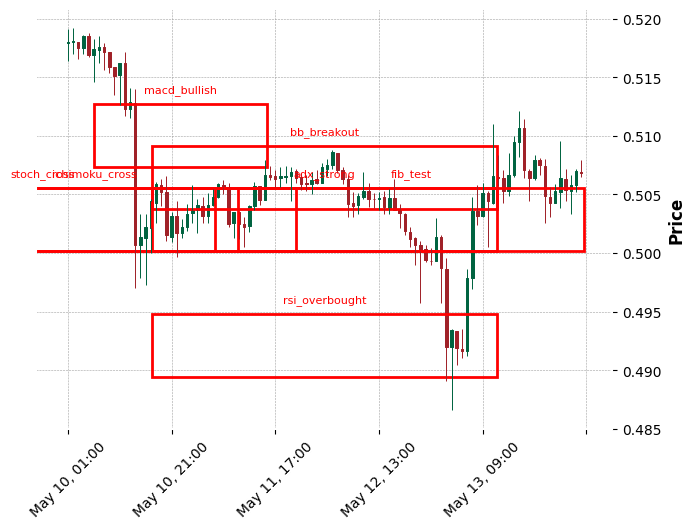 0.520
0.515
macd_bullish
0.510
bb_breakout
stoch_cross
ichimoku_cross
adx_strong
fib_test
0.505
Price
0.500
rsi_overbought
0.495
0.490
0.485
May 10, 01:00
May 10, 21:00
May 11, 17:00
May 12, 13:00
May 13, 09:00